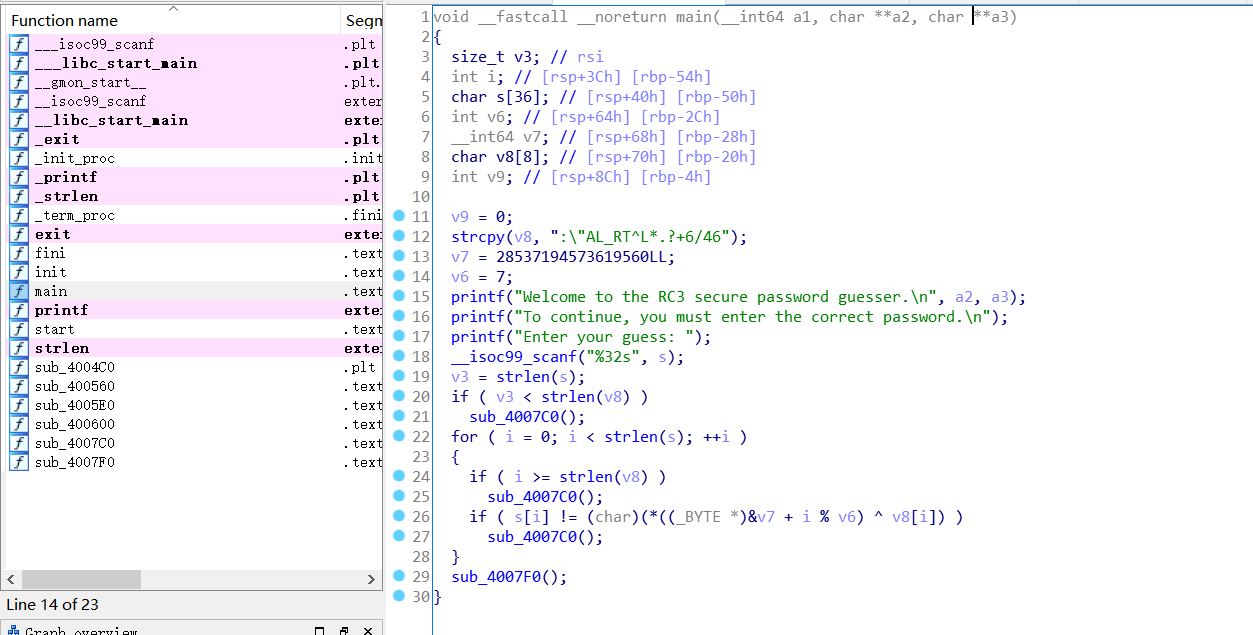 Function name Segm
f ___isoc99_scanf .plt
f ___libc_start_main .plt
f __gmon_start__ .plt.
f __isoc99_scanf exter
f __libc_start_main exte
f _exit .plt
f _init_proc .init
f _printf .plt
f _strlen .plt
f _term_proc .fini
f exit exte
f fini .text
f init .text
f main .text
f printf exte
f start .text
f strlen exte
f sub_4004C0 .plt
f sub_400560 .text
f sub_4005E0 .text
f sub_400600 .text
f sub_4007C0 .text
f sub_4007F0 .text
Line 14 of 23
Graph overview
1 void __fastcall __noreturn main(__int64 a1, char **a2, char **a3)
2 {
3 size_t v3; // rsi
4 int i; // [rsp+3Ch] [rbp-54h]
5 char s[36]; // [rsp+40h] [rbp-50h]
6 int v6; // [rsp+64h] [rbp-2Ch]
7 __int64 v7; // [rsp+68h] [rbp-28h]
8 char v8[8]; // [rsp+70h] [rbp-20h]
9 int v9; // [rsp+8Ch] [rbp-4h]
10
11 v9 = 0;
12 strcpy(v8, ":\"AL_RT^L*.?+6/46");
13 v7 = 28537194573619560LL;
14 v6 = 7;
15 printf("Welcome to the RC3 secure password guesser.\n", a2, a3);
16 printf("To continue, you must enter the correct password.\n");
17 printf("Enter your guess: ");
18 __isoc99_scanf("%32s", s);
19 v3 = strlen(s);
20 if ( v3 < strlen(v8) )
21 sub_4007C0();
22 for ( i = 0; i < strlen(s); ++i )
23 {
24 if ( i >= strlen(v8) )
25 sub_4007C0();
26 if ( s[i] != (char)(*((_BYTE *)&v7 + i % v6) ^ v8[i]) )
27 sub_4007C0();
28 }
29 sub_4007F0();
30 }